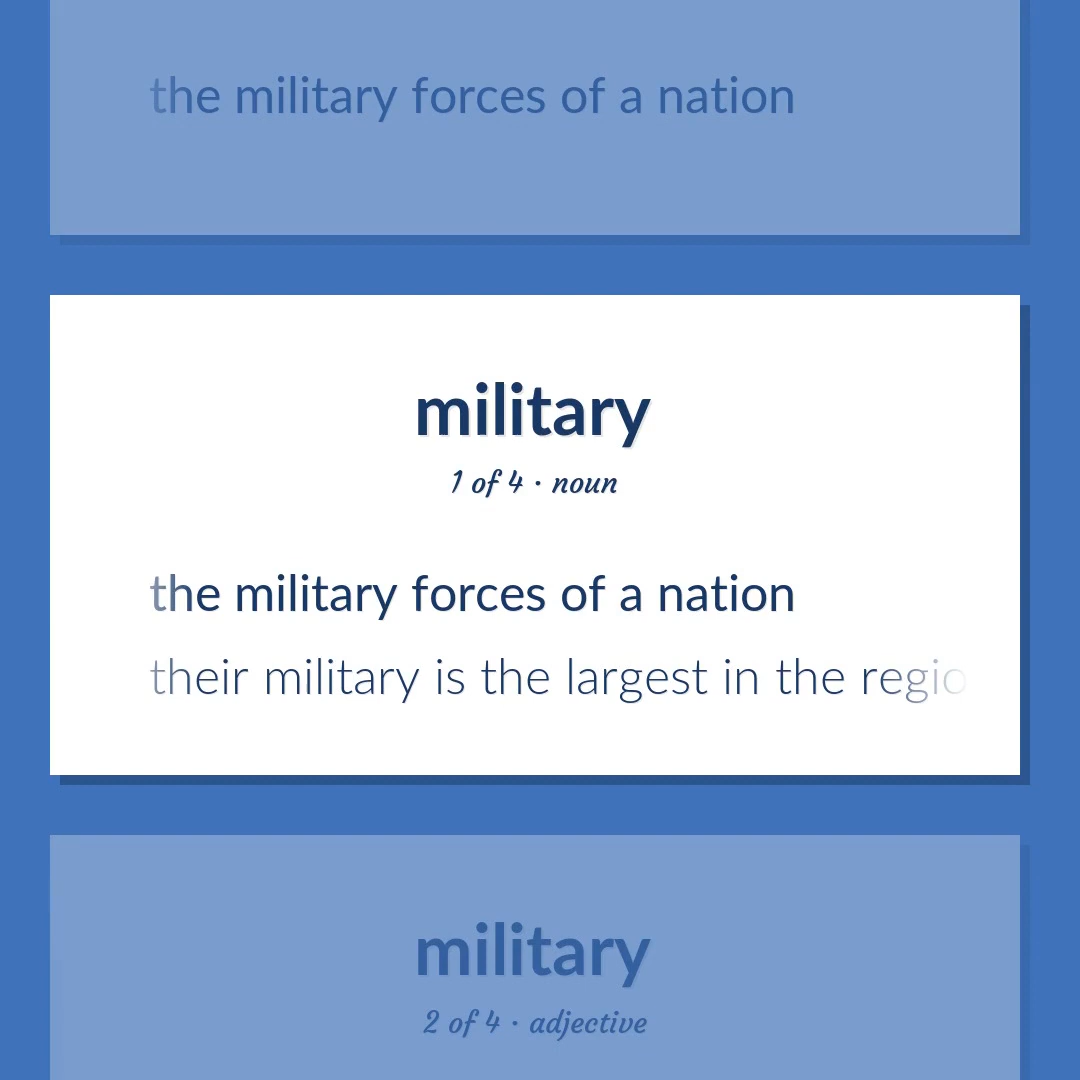 the military forces of a nation
military
1 of 4 · noun
the military forces of a nation
their military is the largest in the regio
military
2 of 4 · adjective